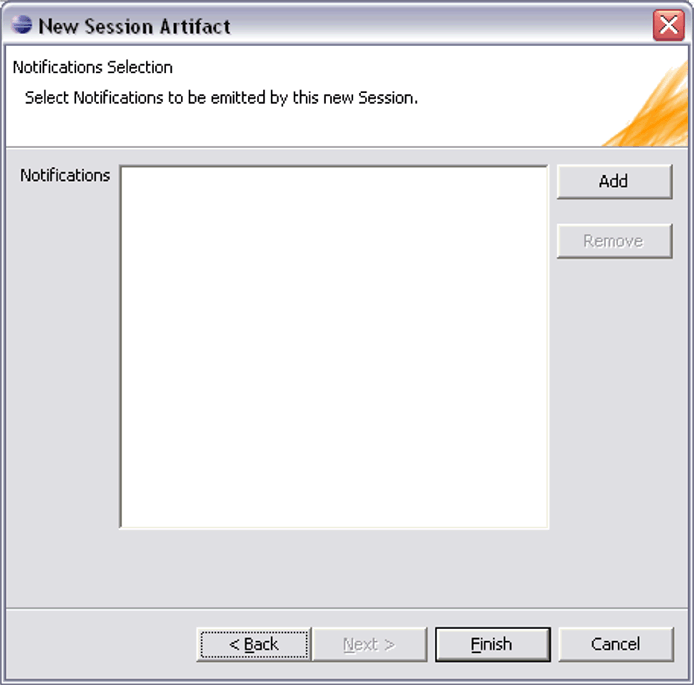 New Session Artifact
Notifications Selection
Select Notifications to be emitted by this new Session.
Notifications
Add
Remove
< Back
Next >
Finish
Cancel